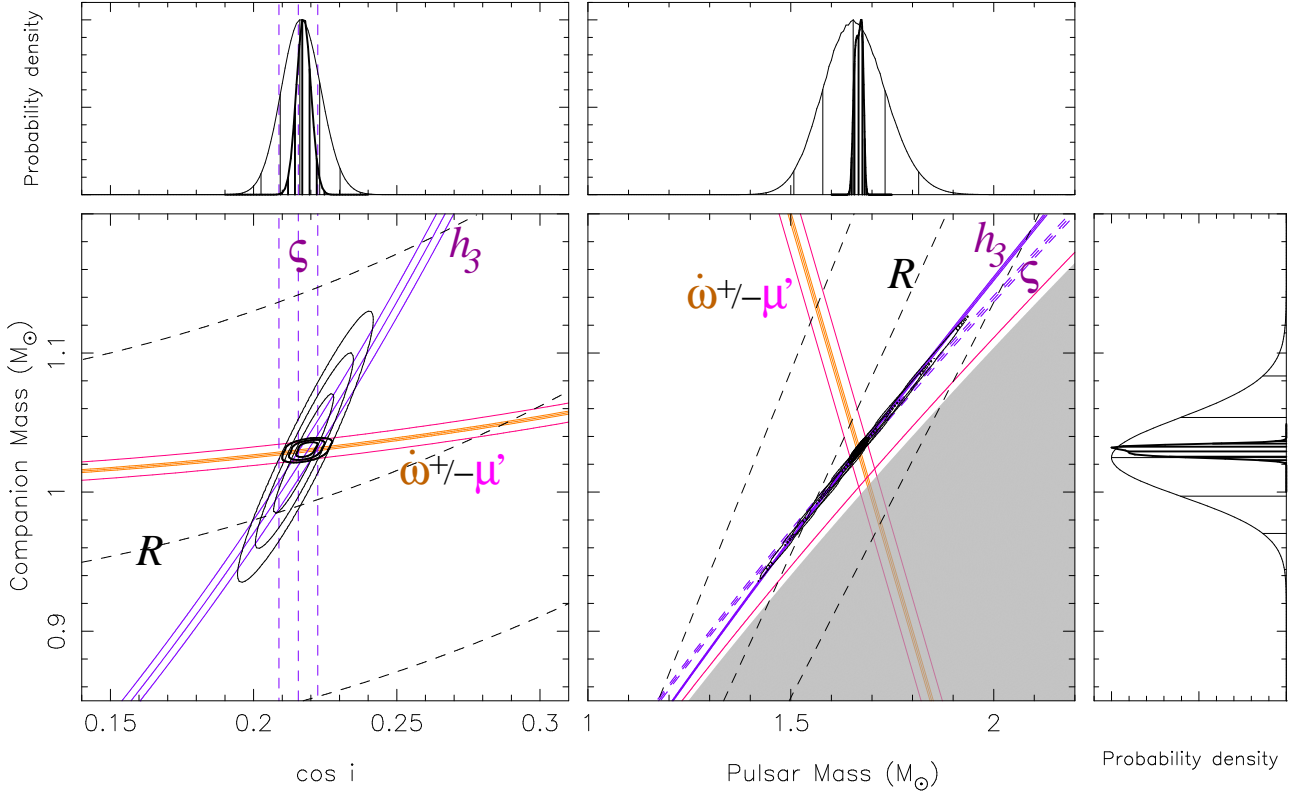 Probability density
ς
h₃
R
ω̇⁺/₋μ'
1.1
1
0.9
Companion Mass (M⊙)
0.15
0.2
0.25
0.3
cos i
h₃
R
ς
ω̇⁺/₋μ'
1
1.5
2
Pulsar Mass (M⊙)
Probability density